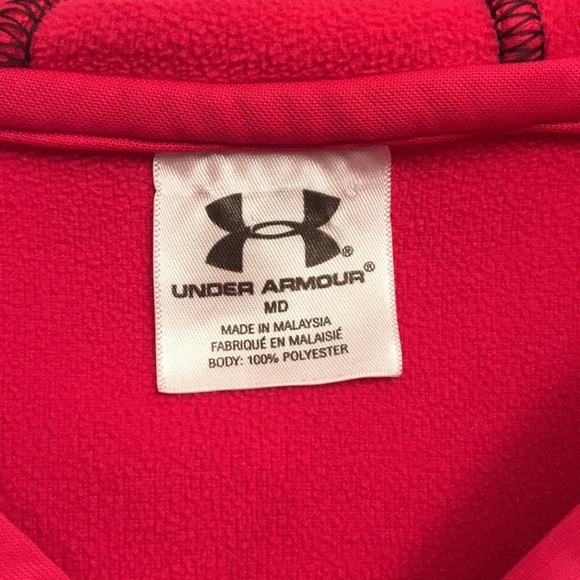 ®
UNDER ARMOUR®
MD
MADE IN MALAYSIA
FABRIQUÉ EN MALAISIÉ
BODY: 100% POLYESTER